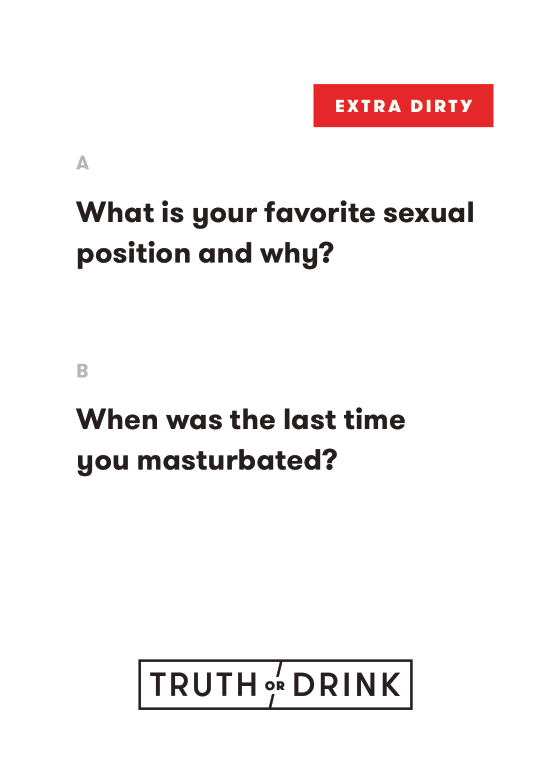 EXTRA DIRTY
A
What is your favorite sexual
position and why?
B
When was the last time
you masturbated?
TRUTH OR DRINK